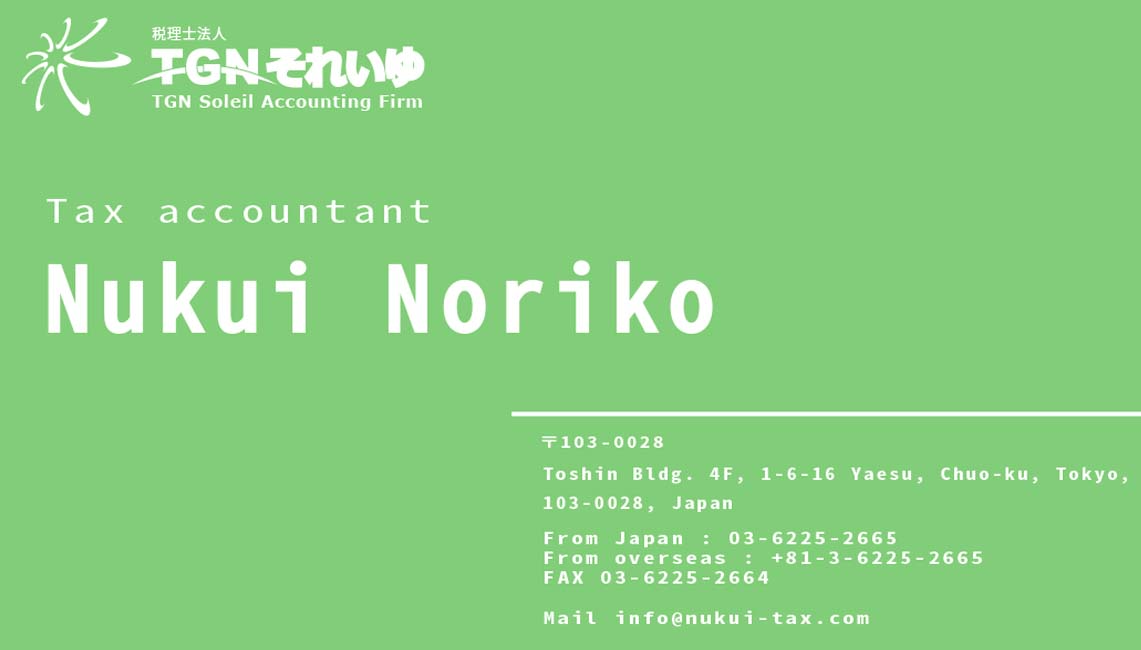 税理士法人
TGNそれいゆ
TGN Soleil Accounting Firm
Tax accountant
Nukui Noriko
〒103-0028
Toshin Bldg. 4F, 1-6-16 Yaesu, Chuo-ku, Tokyo,
103-0028, Japan
From Japan : 03-6225-2665
From overseas : +81-3-6225-2665
FAX 03-6225-2664
Mail info@nukui-tax.com